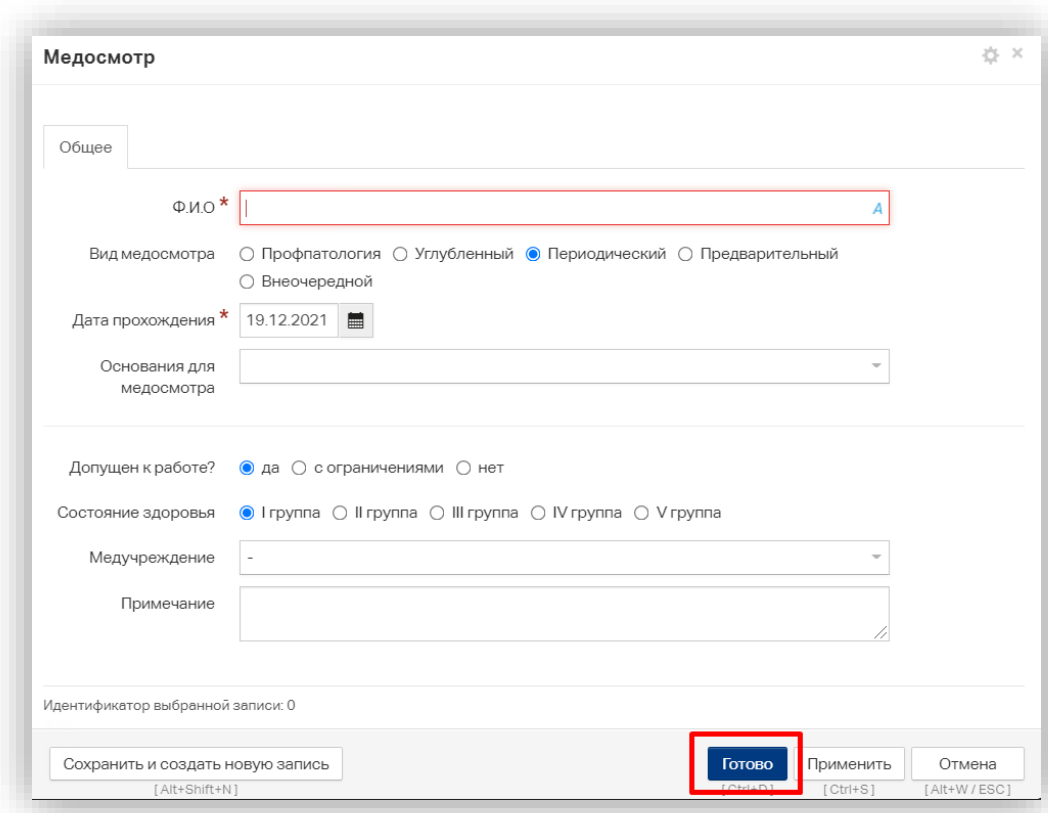 Медосмотр
Общее
Ф.И.О *
A
Вид медосмотра Профпатология Углубленный Периодический Предварительный
Внеочередной
Дата прохождения * 19.12.2021
Основания для
медосмотра
Допущен к работе? да с ограничениями нет
Состояние здоровья I группа II группа III группа IV группа V группа
Медучреждение -
Примечание
Идентификатор выбранной записи: 0
Сохранить и создать новую запись Готово Применить Отмена
[Alt+Shift+N] [Ctrl+D] [Ctrl+S] [Alt+W / ESC]